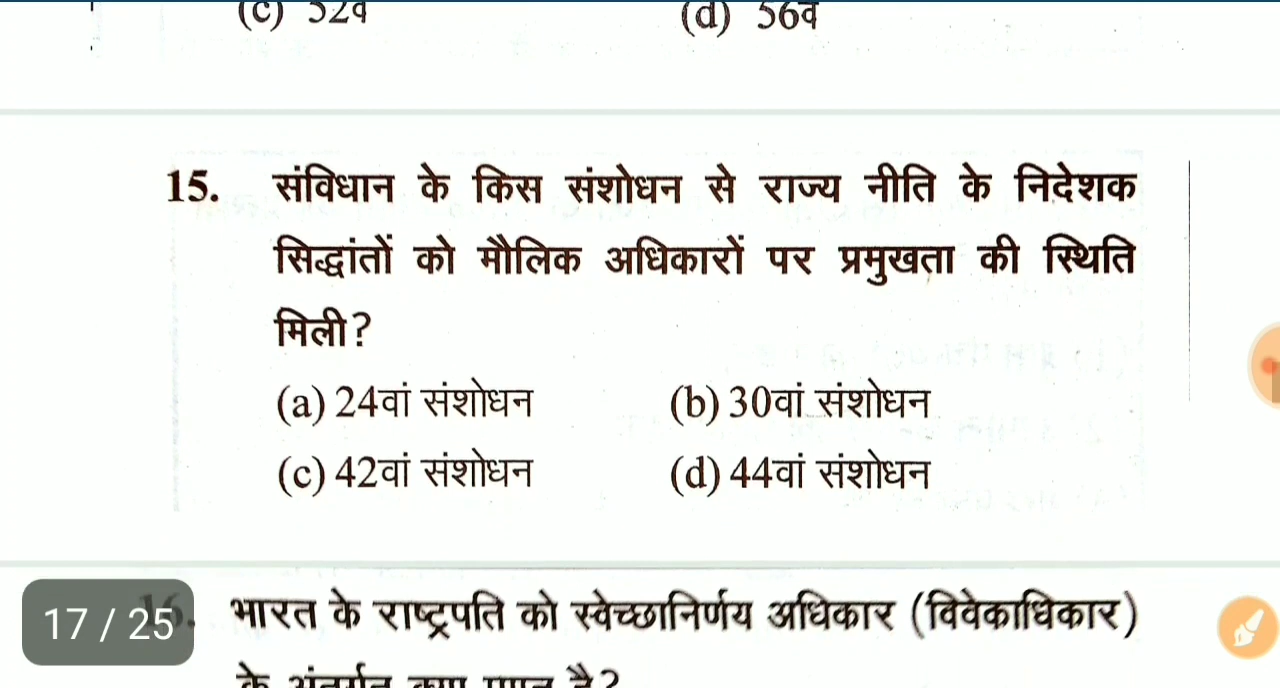 (c) 52वें
(d) 56वें
15. संविधान के किस संशोधन से राज्य नीति के निदेशक
सिद्धांतों को मौलिक अधिकारों पर प्रमुखता की स्थिति
मिली?
(a) 24वां संशोधन
(b) 30वां संशोधन
(c) 42वां संशोधन
(d) 44वां संशोधन
16. भारत के राष्ट्रपति को स्वेच्छानिर्णय अधिकार (विवेकाधिकार)
17 / 25